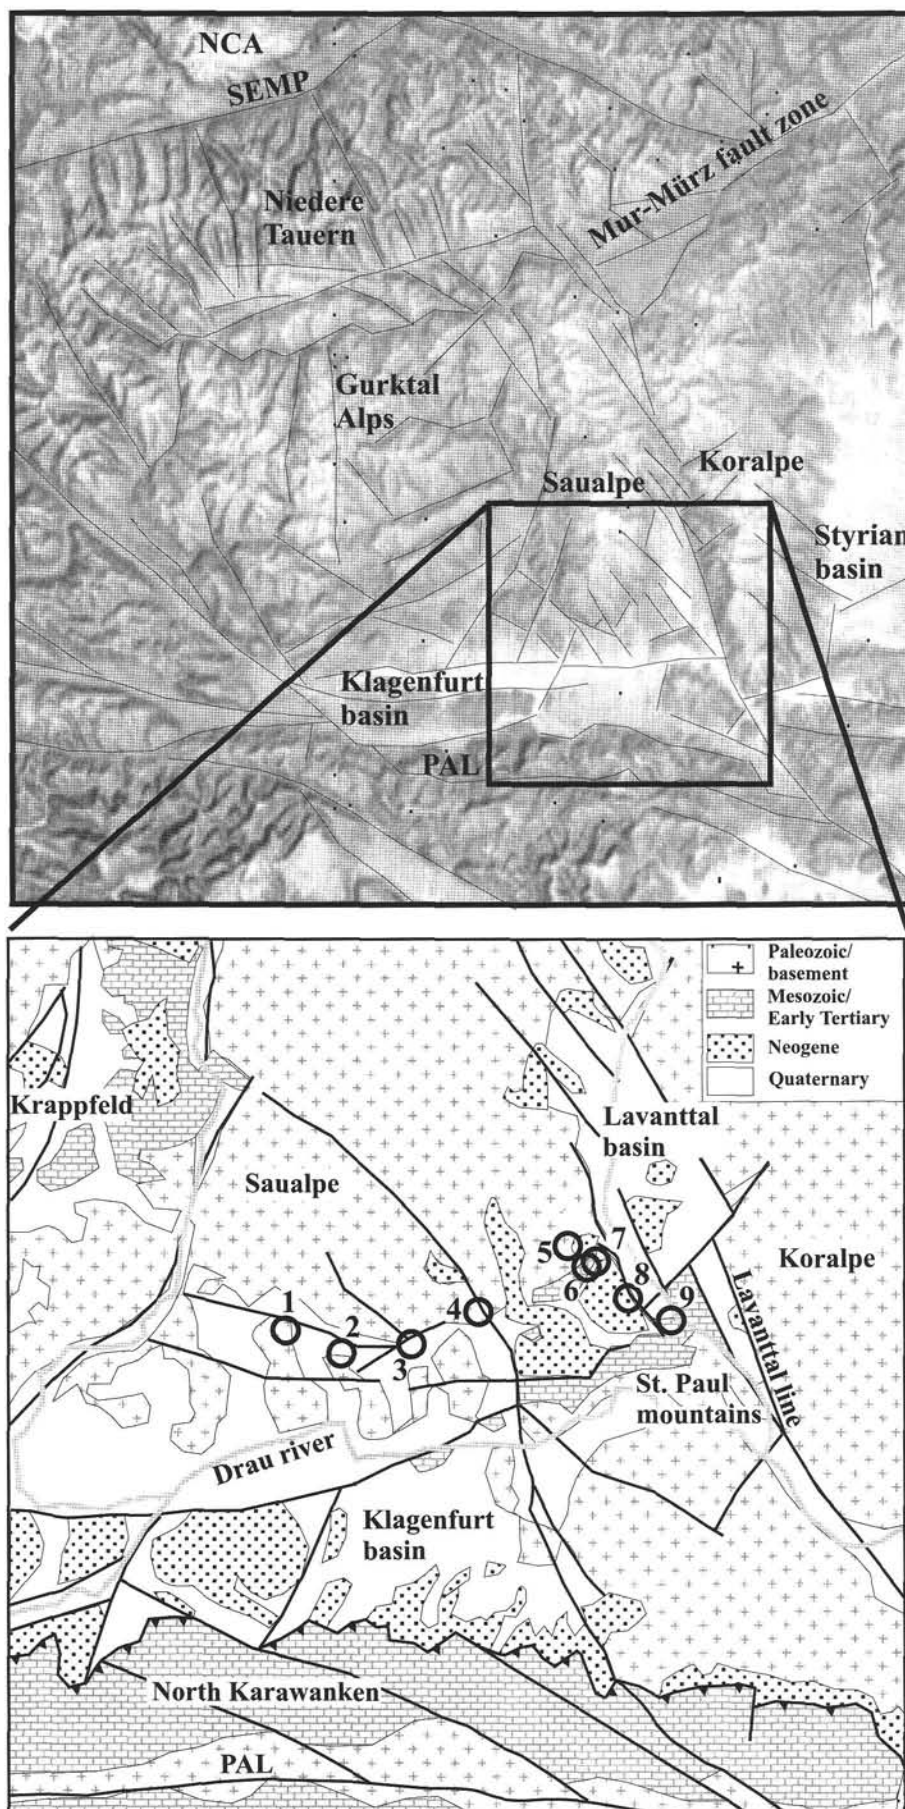 NCA
SEMP
Mur-Mürz fault zone
Niedere
Tauern
Gurktal
Alps
Koralpe
Saualpe
Styrian
basin
Klagenfurt
basin
PAL
Paleozoic/
basement
Mesozoic/
Early Tertiary
Neogene
Quaternary
Krappfeld
Lavanttal
basin
Saualpe
Koralpe
5
7
6
8
9
4
1
2
3
Lavanttal line
St. Paul
mountains
Drau river
Klagenfurt
basin
North Karawanken
PAL